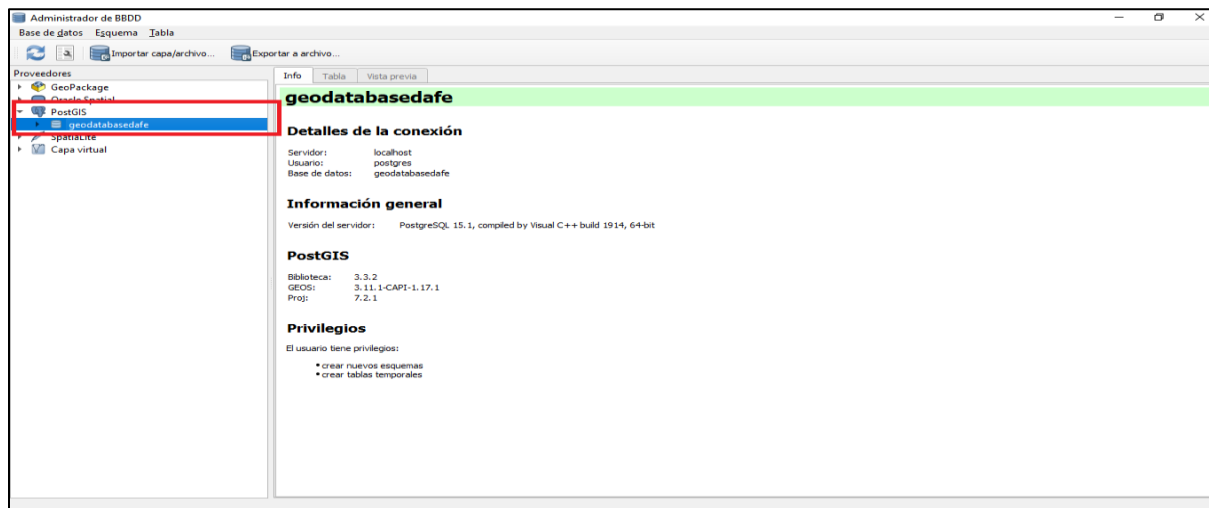 Administrador de BBDD
Base de datos Esquema Tabla
Importar capa/archivo... Exportar a archivo...
Proveedores
GeoPackage
Oracle Spatial
PostGIS
geodatabasedafe
SpatiaLite
Capa virtual
Info Tabla Vista previa
geodatabasedafe
Detalles de la conexión
Servidor: localhost
Usuario: postgres
Base de datos: geodatabasedafe
Información general
Versión del servidor: PostgreSQL 15.1, compiled by Visual C++ build 1914, 64-bit
PostGIS
Biblioteca: 3.3.2
GEOS: 3.11.1-CAPI-1.17.1
Proj: 7.2.1
Privilegios
El usuario tiene privilegios:
• crear nuevos esquemas
• crear tablas temporales